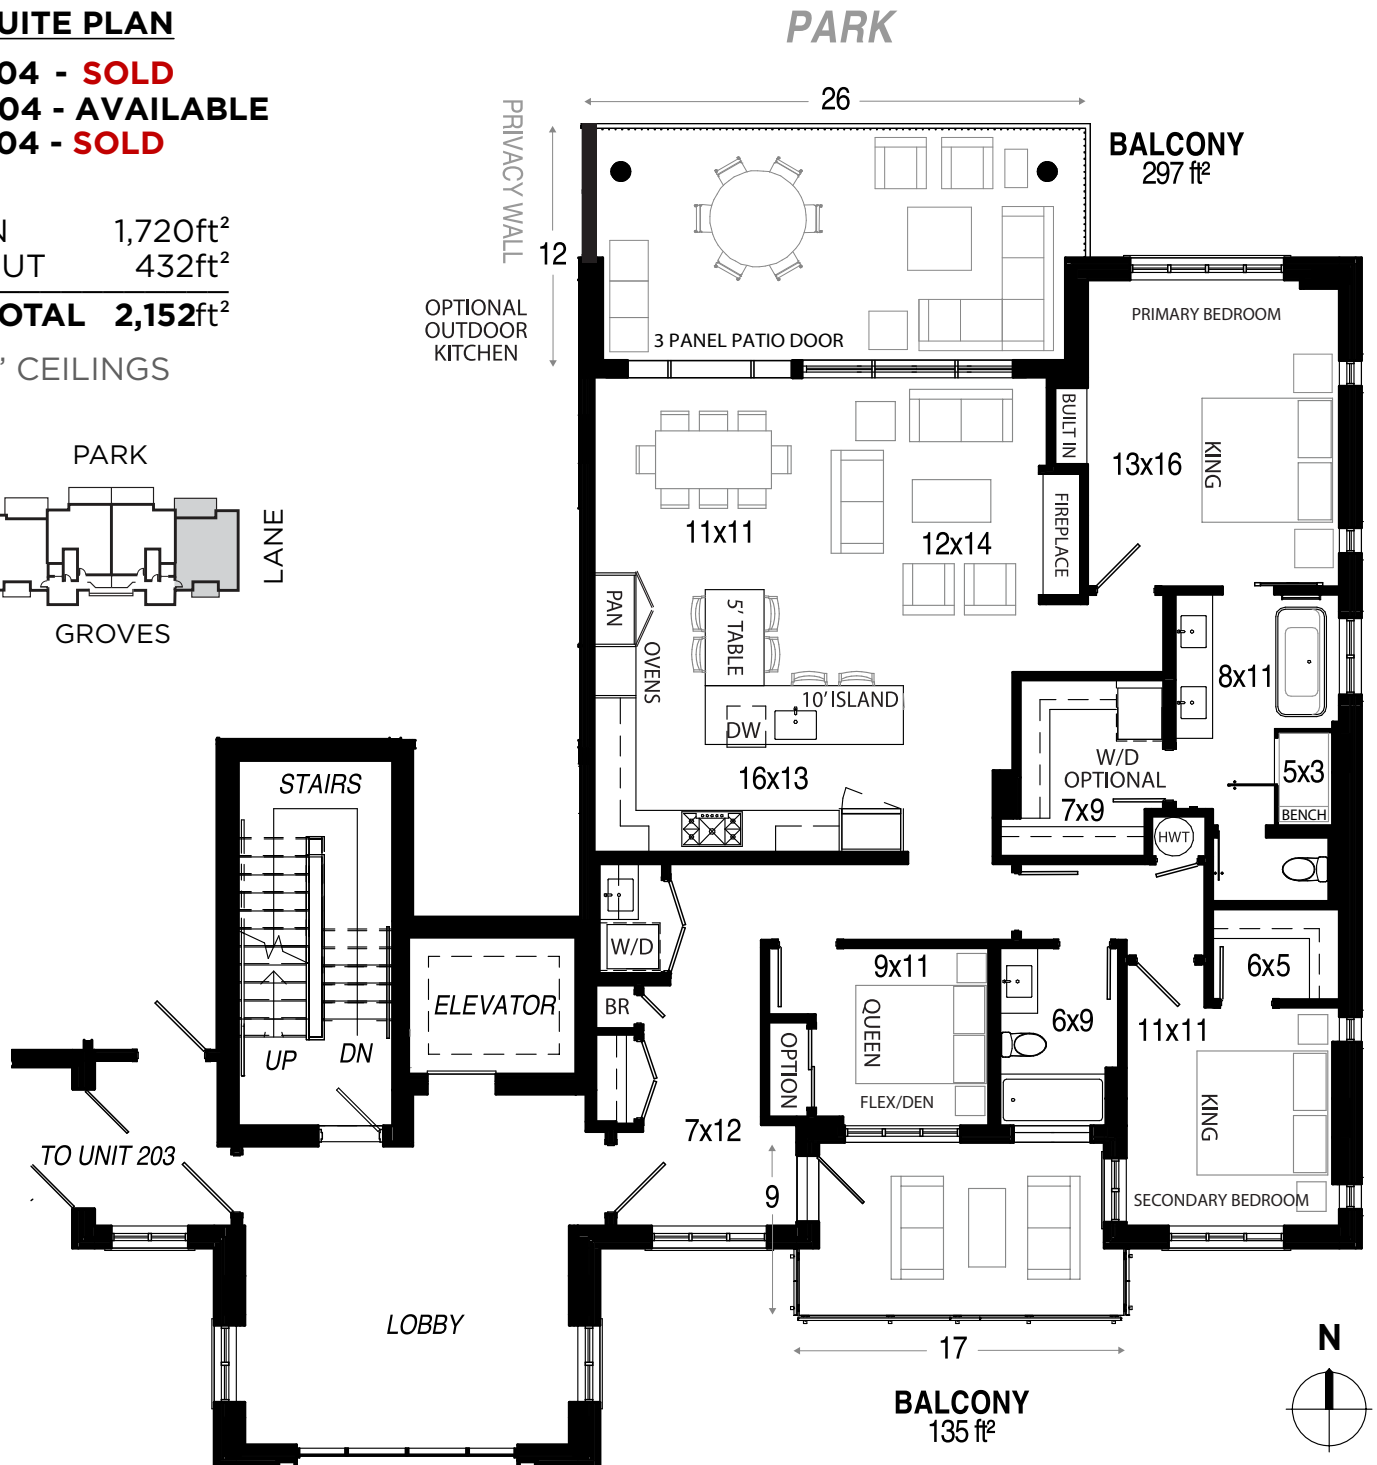 UITE PLAN
04 - SOLD
04 - AVAILABLE
04 - SOLD
N 1,720ft²
UT 432ft²
OTAL 2,152ft²
' CEILINGS
PARK
LANE
GROVES
PARK
26
PRIVACY WALL
12
BALCONY
297 ft²
OPTIONAL
OUTDOOR
KITCHEN
3 PANEL PATIO DOOR
PRIMARY BEDROOM
BUILT IN
13x16
KING
11x11
12x14
FIREPLACE
PAN
OVENS
5' TABLE
10' ISLAND
DW
16x13
8x11
W/D
OPTIONAL
7x9
5x3
BENCH
HWT
STAIRS
UP
DN
ELEVATOR
W/D
BR
9x11
QUEEN
OPTION
FLEX/DEN
6x9
6x5
11x11
KING
SECONDARY BEDROOM
7x12
TO UNIT 203
9
LOBBY
17
BALCONY
135 ft²
N